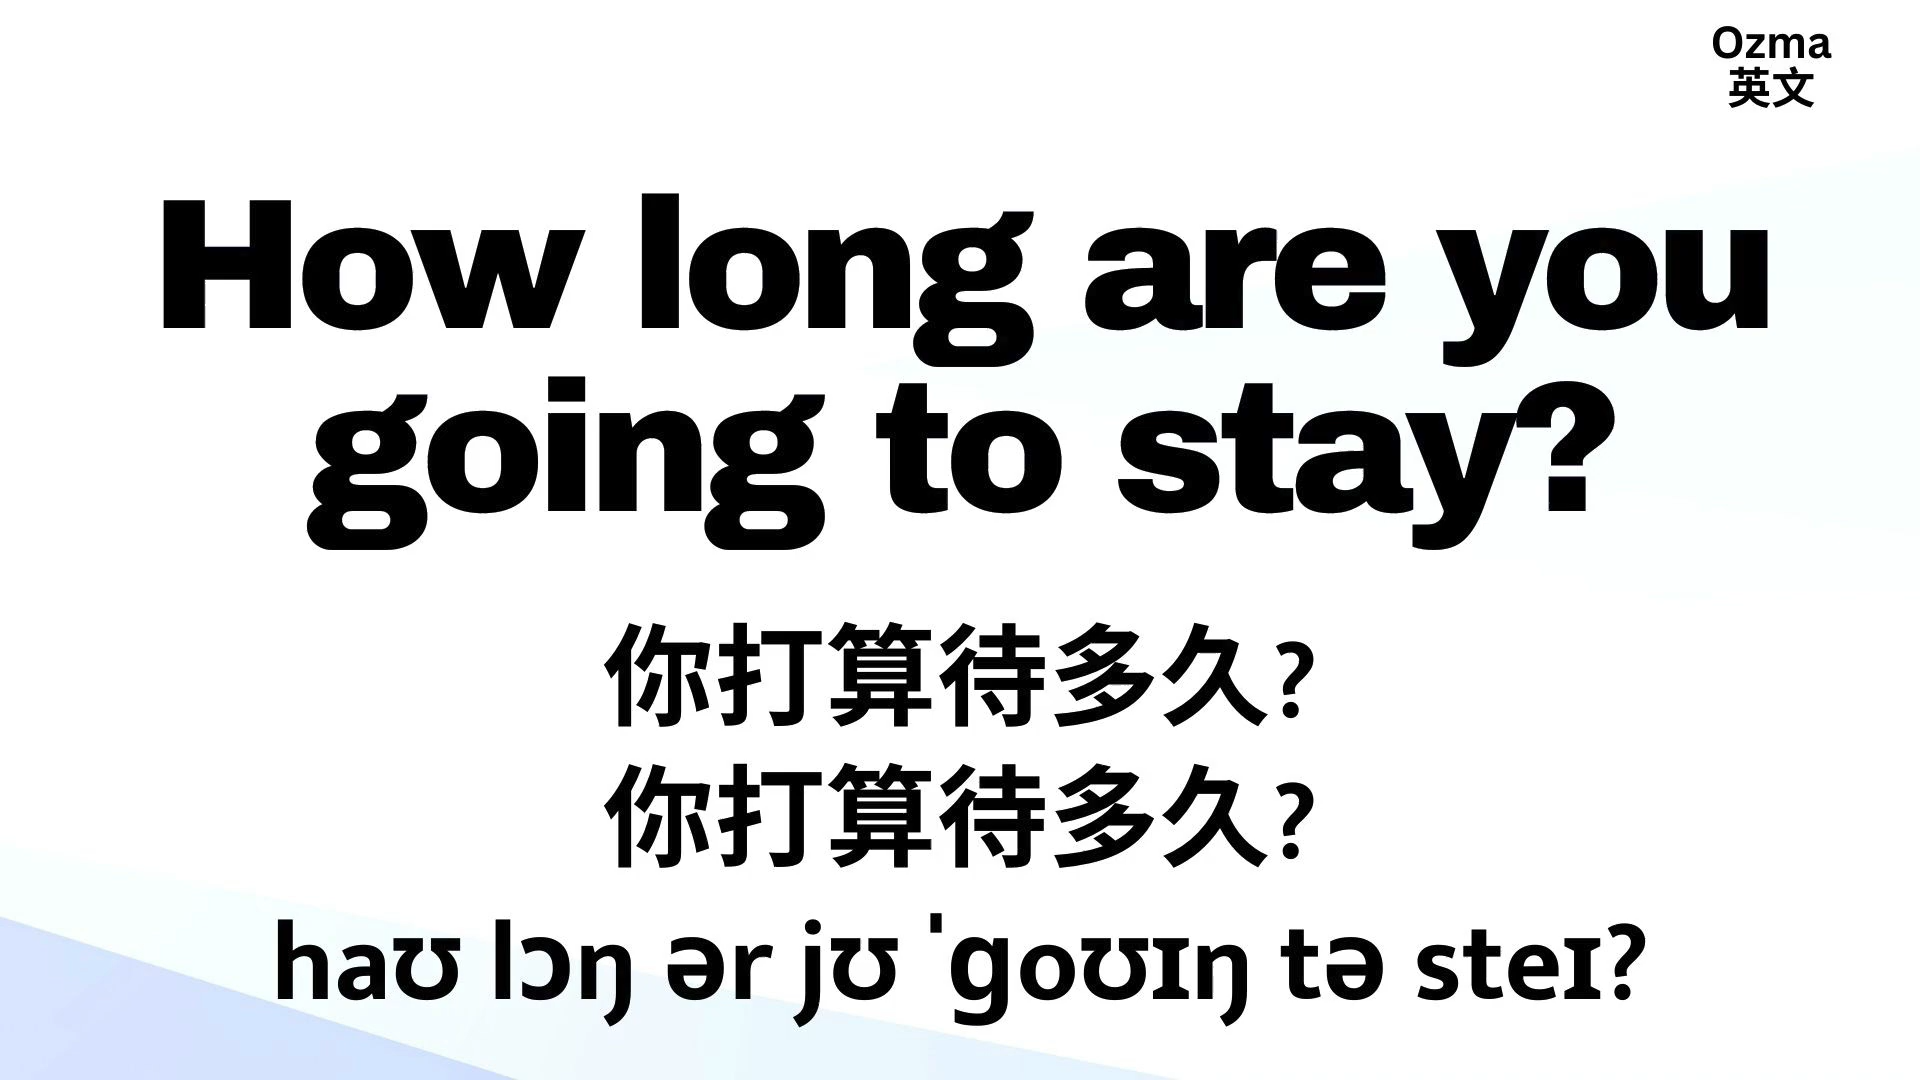 Ozma
英文
How long are you
going to stay?
你打算待多久?
你打算待多久?
haʊ lɔŋ ər jʊ ˈɡoʊɪŋ tə steɪ?